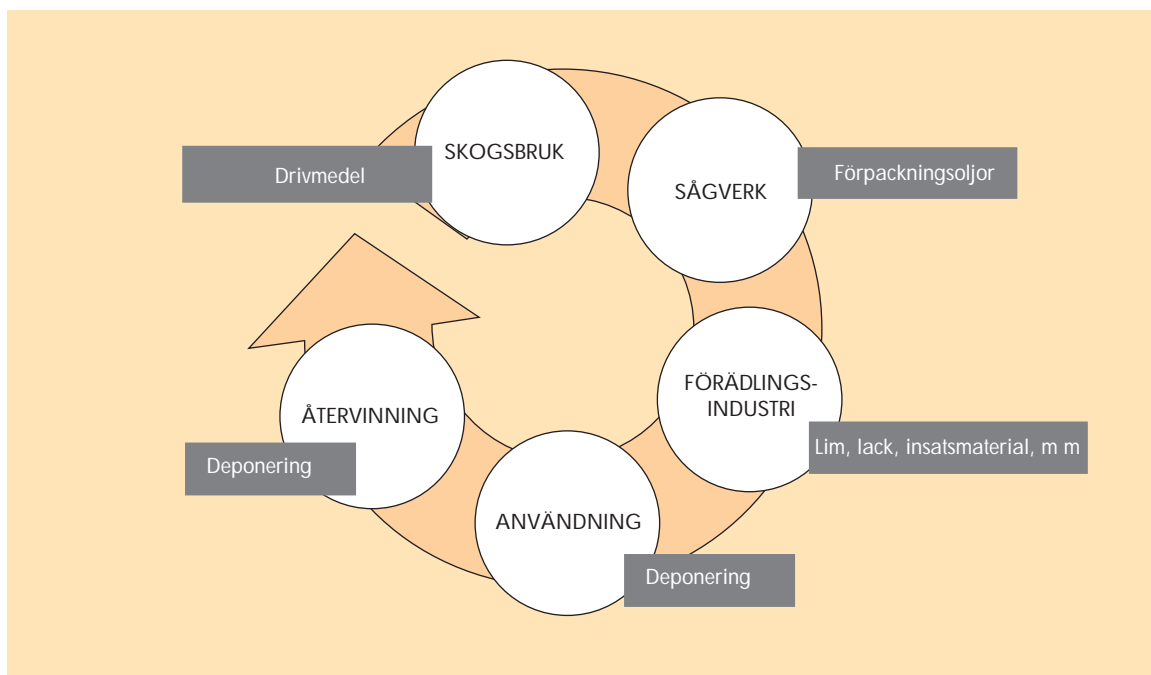 SKOGSBRUK
Drivmedel
SÅGVERK
Förpackningsoljor
FÖRÄDLINGS-
INDUSTRI
Lim, lack, insatsmaterial, m m
ANVÄNDNING
Deponering
ÅTERVINNING
Deponering